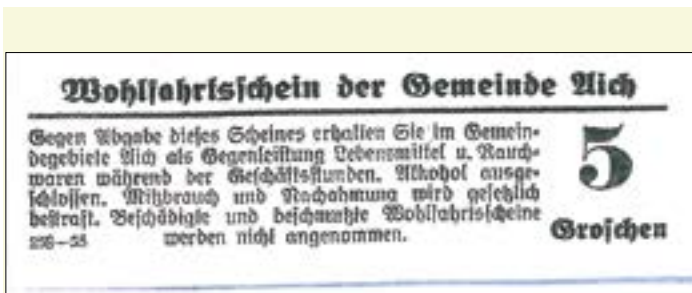 Wohlfahrtsschein der Gemeinde Aich
Gegen Abgabe dieses Scheines erhalten Sie im Gemein-
degebiete Aich als Gegenleistung Lebensmittel u. Rauch-
waren während der Geschäftsstunden. Alkohol ausge-
schlossen. Mißbrauch und Nachahmung wird gesetzlich
bestraft. Beschädigte und beschmutzte Wohlfahrtsscheine
werden nicht angenommen.
5
Groschen